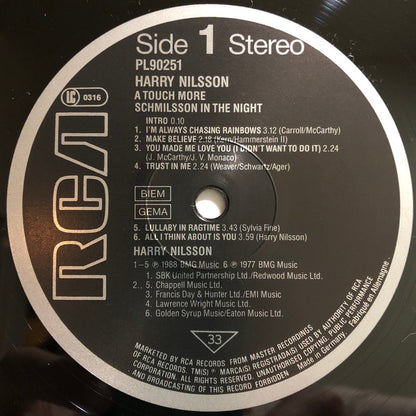 Side 1 Stereo
PL90251
HARRY NILSSON
A TOUCH MORE
SCHMILSSON IN THE NIGHT
LC 0316
RCA
INTRO 0.10
1. I'M ALWAYS CHASING RAINBOWS 3.12 (Carroll/McCarthy)
2. MAKE BELIEVE 2.18 (Kern/Hammerstein II)
3. YOU MADE ME LOVE YOU (I DIDN'T WANT TO DO IT) 2.24
(J. McCarthy/J. V. Monaco)
4. TRUST IN ME 2.24 (Weaver/Schwartz/Ager)
BIEM
GEMA
5. LULLABY IN RAGTIME 3.43 (Sylvia Fine)
6. ALL I THINK ABOUT IS YOU 3.59 (Harry Nilsson)
HARRY NILSSON
1–5 ℗ 1988 BMG Music 6 ℗ 1977 BMG Music
1. SBK United Partnership Ltd./Redwood Music Ltd.
2. , 5. Chappell Music Ltd.
3. Francis Day & Hunter Ltd./EMI Music
4. Lawrence Wright Music Ltd.
6. Golden Syrup Music/Eaton Music Ltd.
33
MARKETED BY RCA RECORDS FROM MASTER RECORDINGS
OF RCA RECORDS. TM(S) ® MARCA(S) REGISTRADA(S) USED BY AUTHORITY OF RCA
CORPORATION. ALL RIGHTS RESERVED UNAUTHORISED COPYING, PUBLIC PERFORMANCE
AND BROADCASTING OF THIS RECORD FORBIDDEN
Made in Germany. Fabriqué en Allemagne.